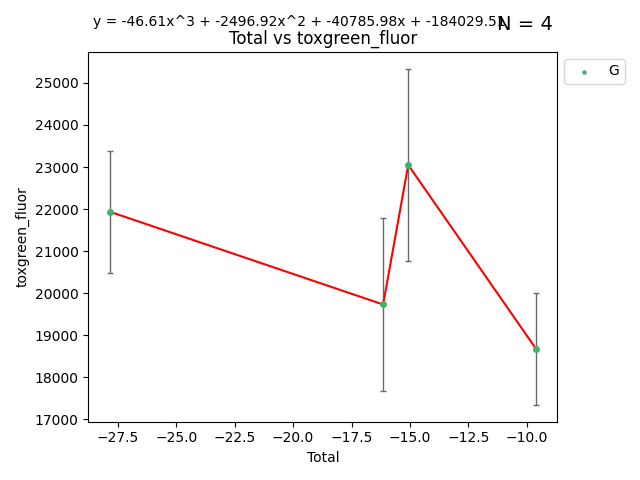 y = -46.61x^3 + -2496.92x^2 + -40785.98x + -184029.51
N = 4
Total vs toxgreen_fluor
G
toxgreen_fluor
25000
24000
23000
22000
21000
20000
19000
18000
17000
−27.5
−25.0
−22.5
−20.0
−17.5
−15.0
−12.5
−10.0
Total